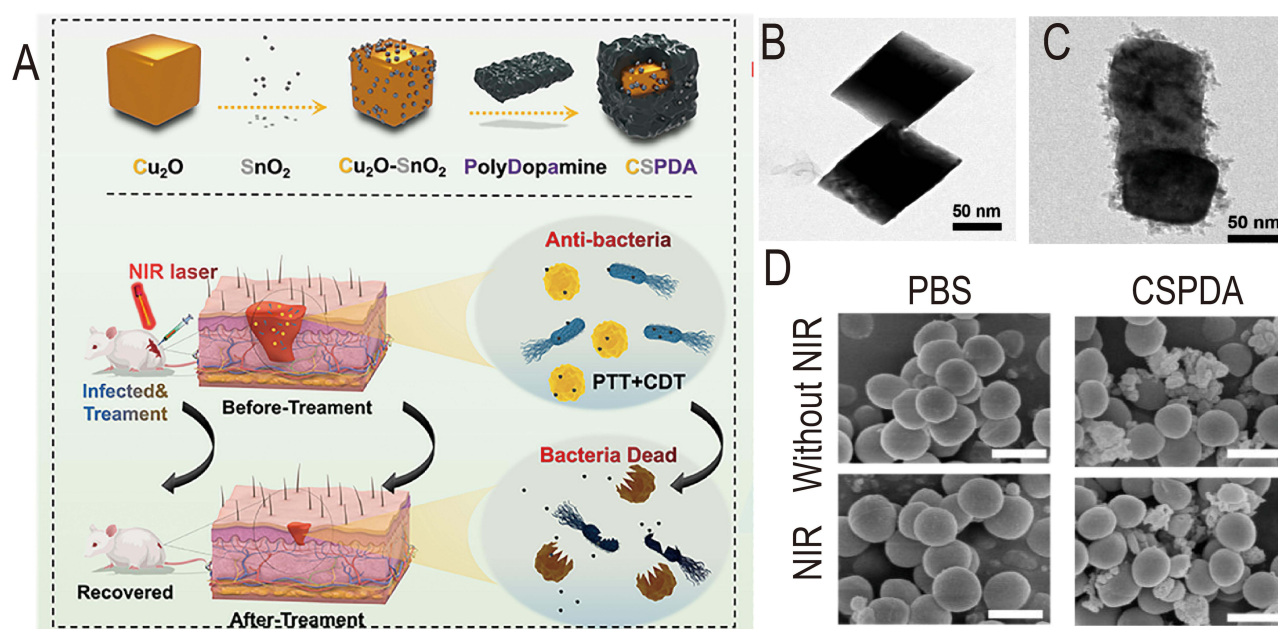 A
Cu₂O
SnO₂
Cu₂O-SnO₂
PolyDopamine
CSPDA
NIR laser
Infected&
Treament
Before-Treament
Anti-bacteria
PTT+CDT
Bacteria Dead
Recovered
After-Treament
B
50 nm
C
50 nm
D
PBS
CSPDA
Without NIR
NIR